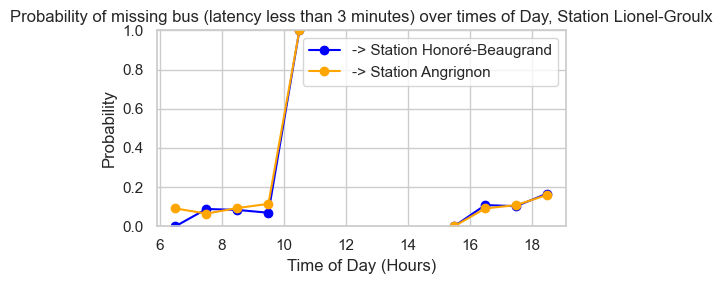 Probability of missing bus (latency less than 3 minutes) over times of Day, Station Lionel-Groulx
-> Station Honoré-Beaugrand
-> Station Angrignon
Probability
1.0
0.8
0.6
0.4
0.2
0.0
6 8 10 12 14 16 18
Time of Day (Hours)